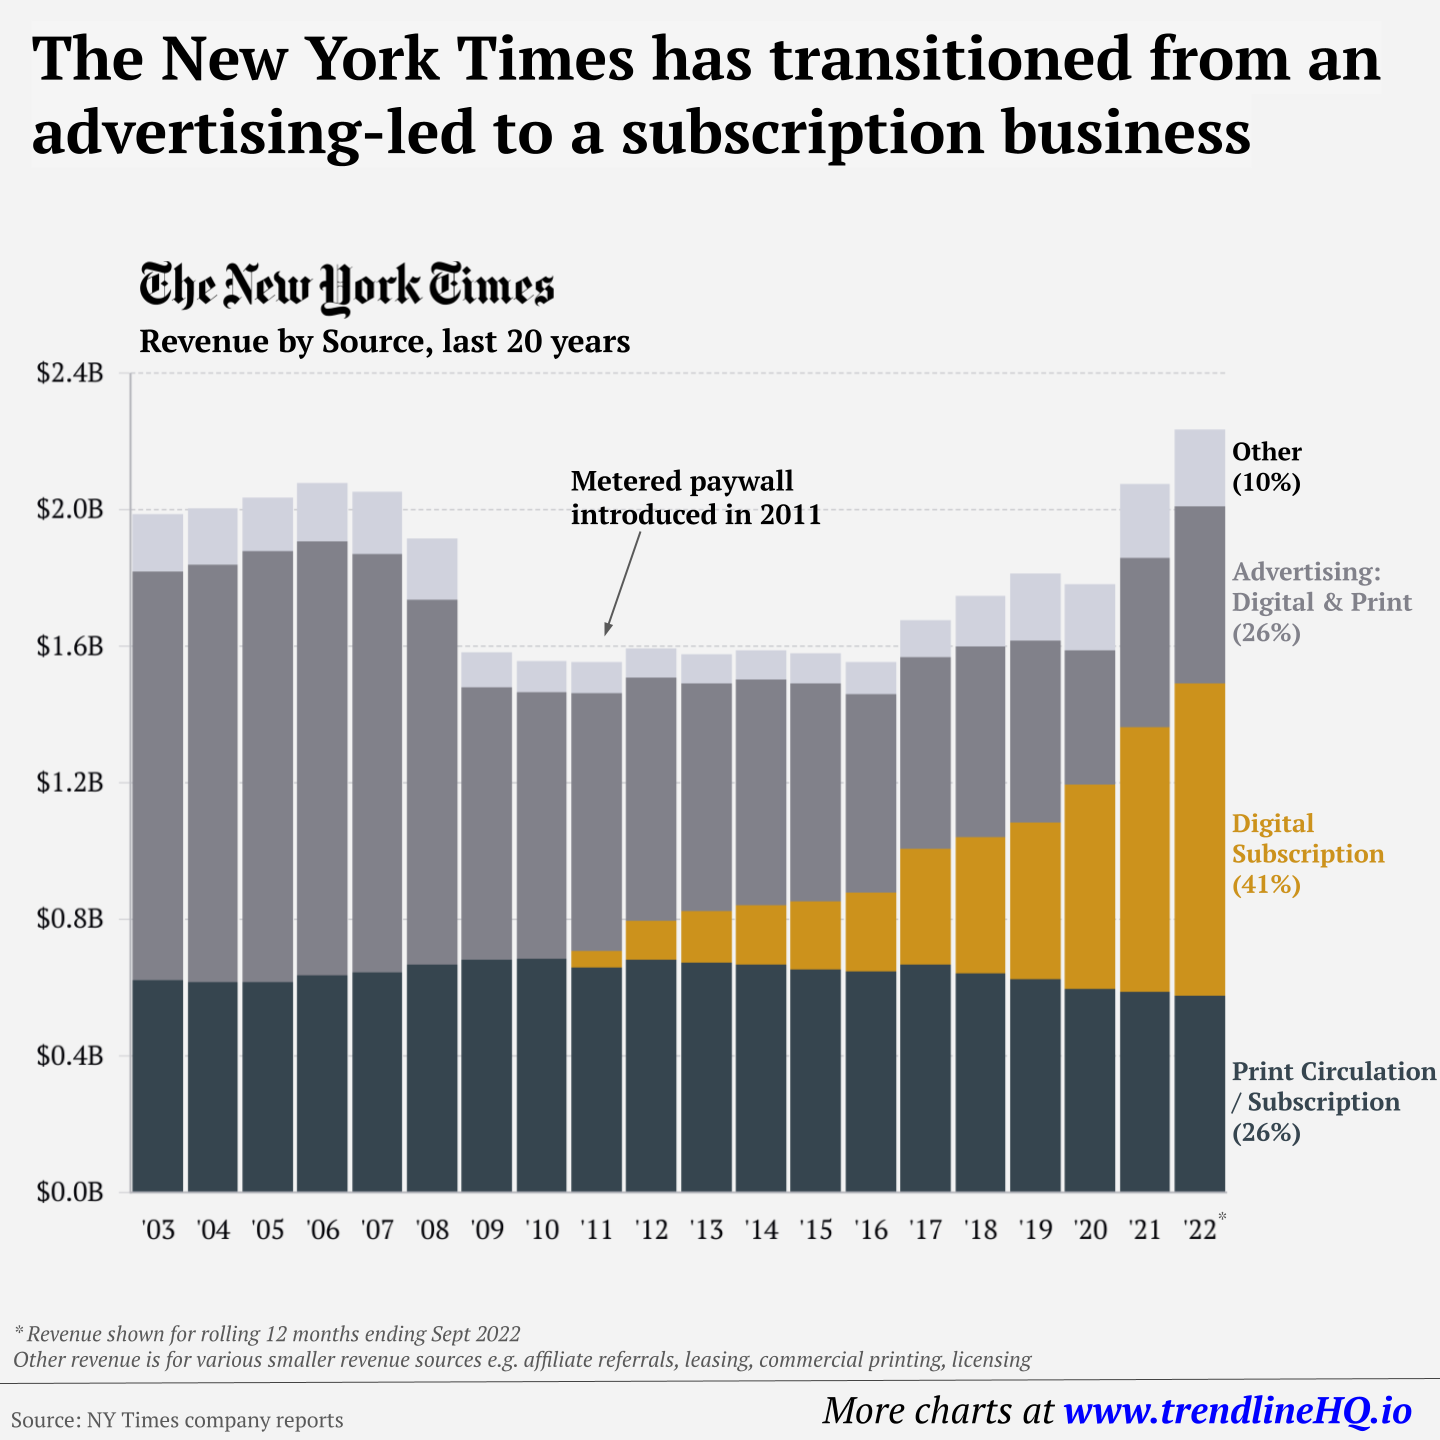 The New York Times has transitioned from an
advertising-led to a subscription business
The New York Times
Revenue by Source, last 20 years
$2.4B
$2.0B
$1.6B
$1.2B
$0.8B
$0.4B
$0.0B
Metered paywall
introduced in 2011
Other
(10%)
Advertising:
Digital & Print
(26%)
Digital
Subscription
(41%)
Print Circulation
/ Subscription
(26%)
'03 '04 '05 '06 '07 '08 '09 '10 '11 '12 '13 '14 '15 '16 '17 '18 '19 '20 '21 '22*
* Revenue shown for rolling 12 months ending Sept 2022
Other revenue is for various smaller revenue sources e.g. affiliate referrals, leasing, commercial printing, licensing
Source: NY Times company reports
More charts at www.trendlineHQ.io